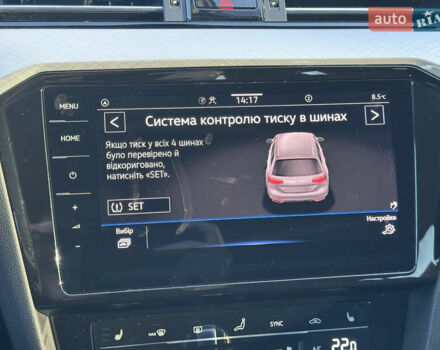 auto RIA
MENU
HOME
14:17
8.5°C
Система контролю тиску в шинах
Якщо тиск у всіх 4 шинах
було перевірено й
відкориговано,
натисніть «SET».
SET
Вибір
Настройки
MAX
SYNC
A/C
22